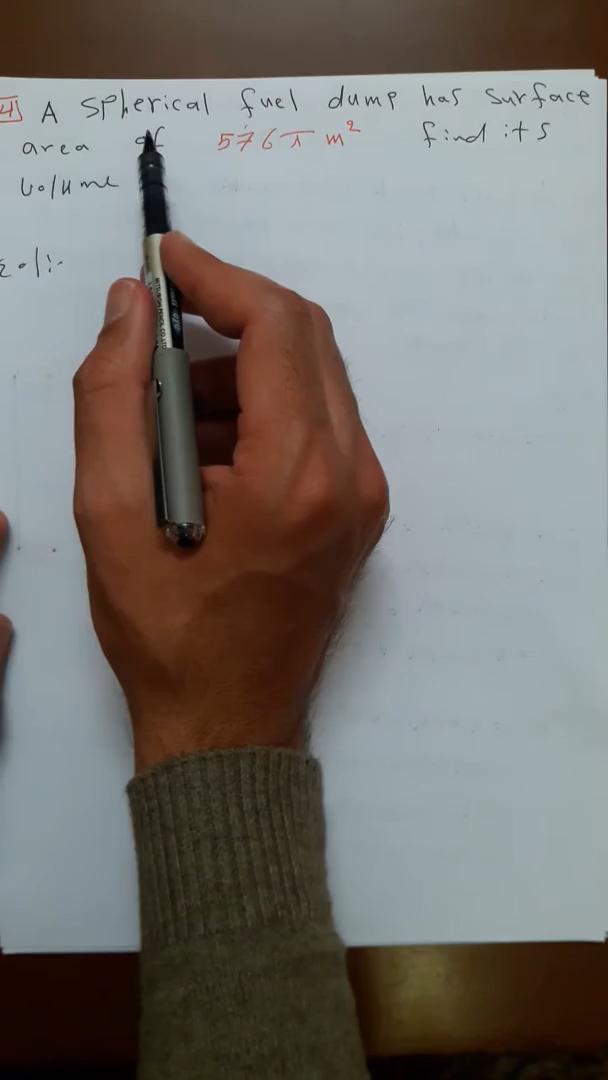 4 A spherical fuel dump has surface
area of 576π m² find its
volume
sol:-